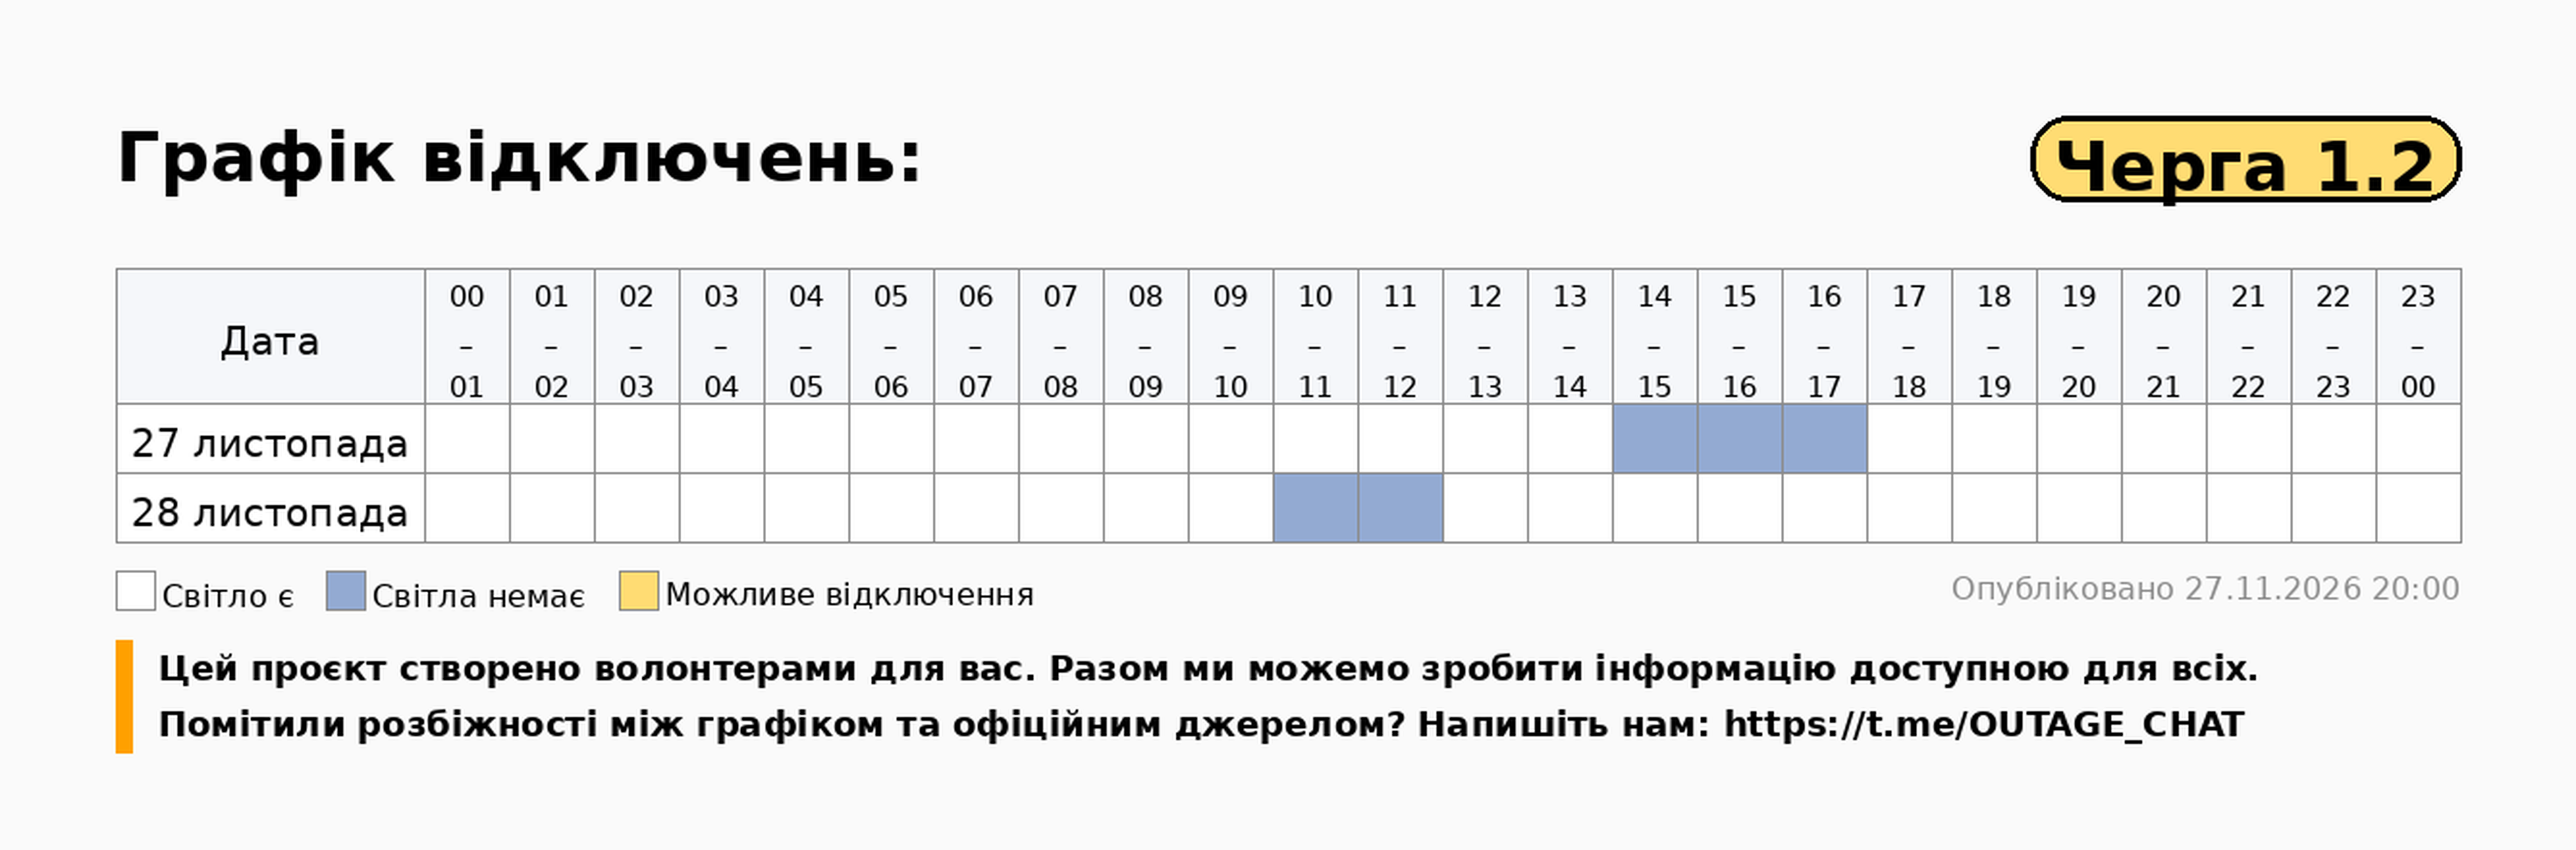 Графік відключень:
Черга 1.2
Дата 00 – 01 01 – 02 02 – 03 03 – 04 04 – 05 05 – 06 06 – 07 07 – 08 08 – 09 09 – 10 10 – 11 11 – 12 12 – 13 13 – 14 14 – 15 15 – 16 16 – 17 17 – 18 18 – 19 19 – 20 20 – 21 21 – 22 22 – 23 23 – 00
27 листопада
28 листопада
Світло є Світла немає Можливе відключення
Опубліковано 27.11.2026 20:00
Цей проєкт створено волонтерами для вас. Разом ми можемо зробити інформацію доступною для всіх.
Помітили розбіжності між графіком та офіційним джерелом? Напишіть нам: https://t.me/OUTAGE_CHAT